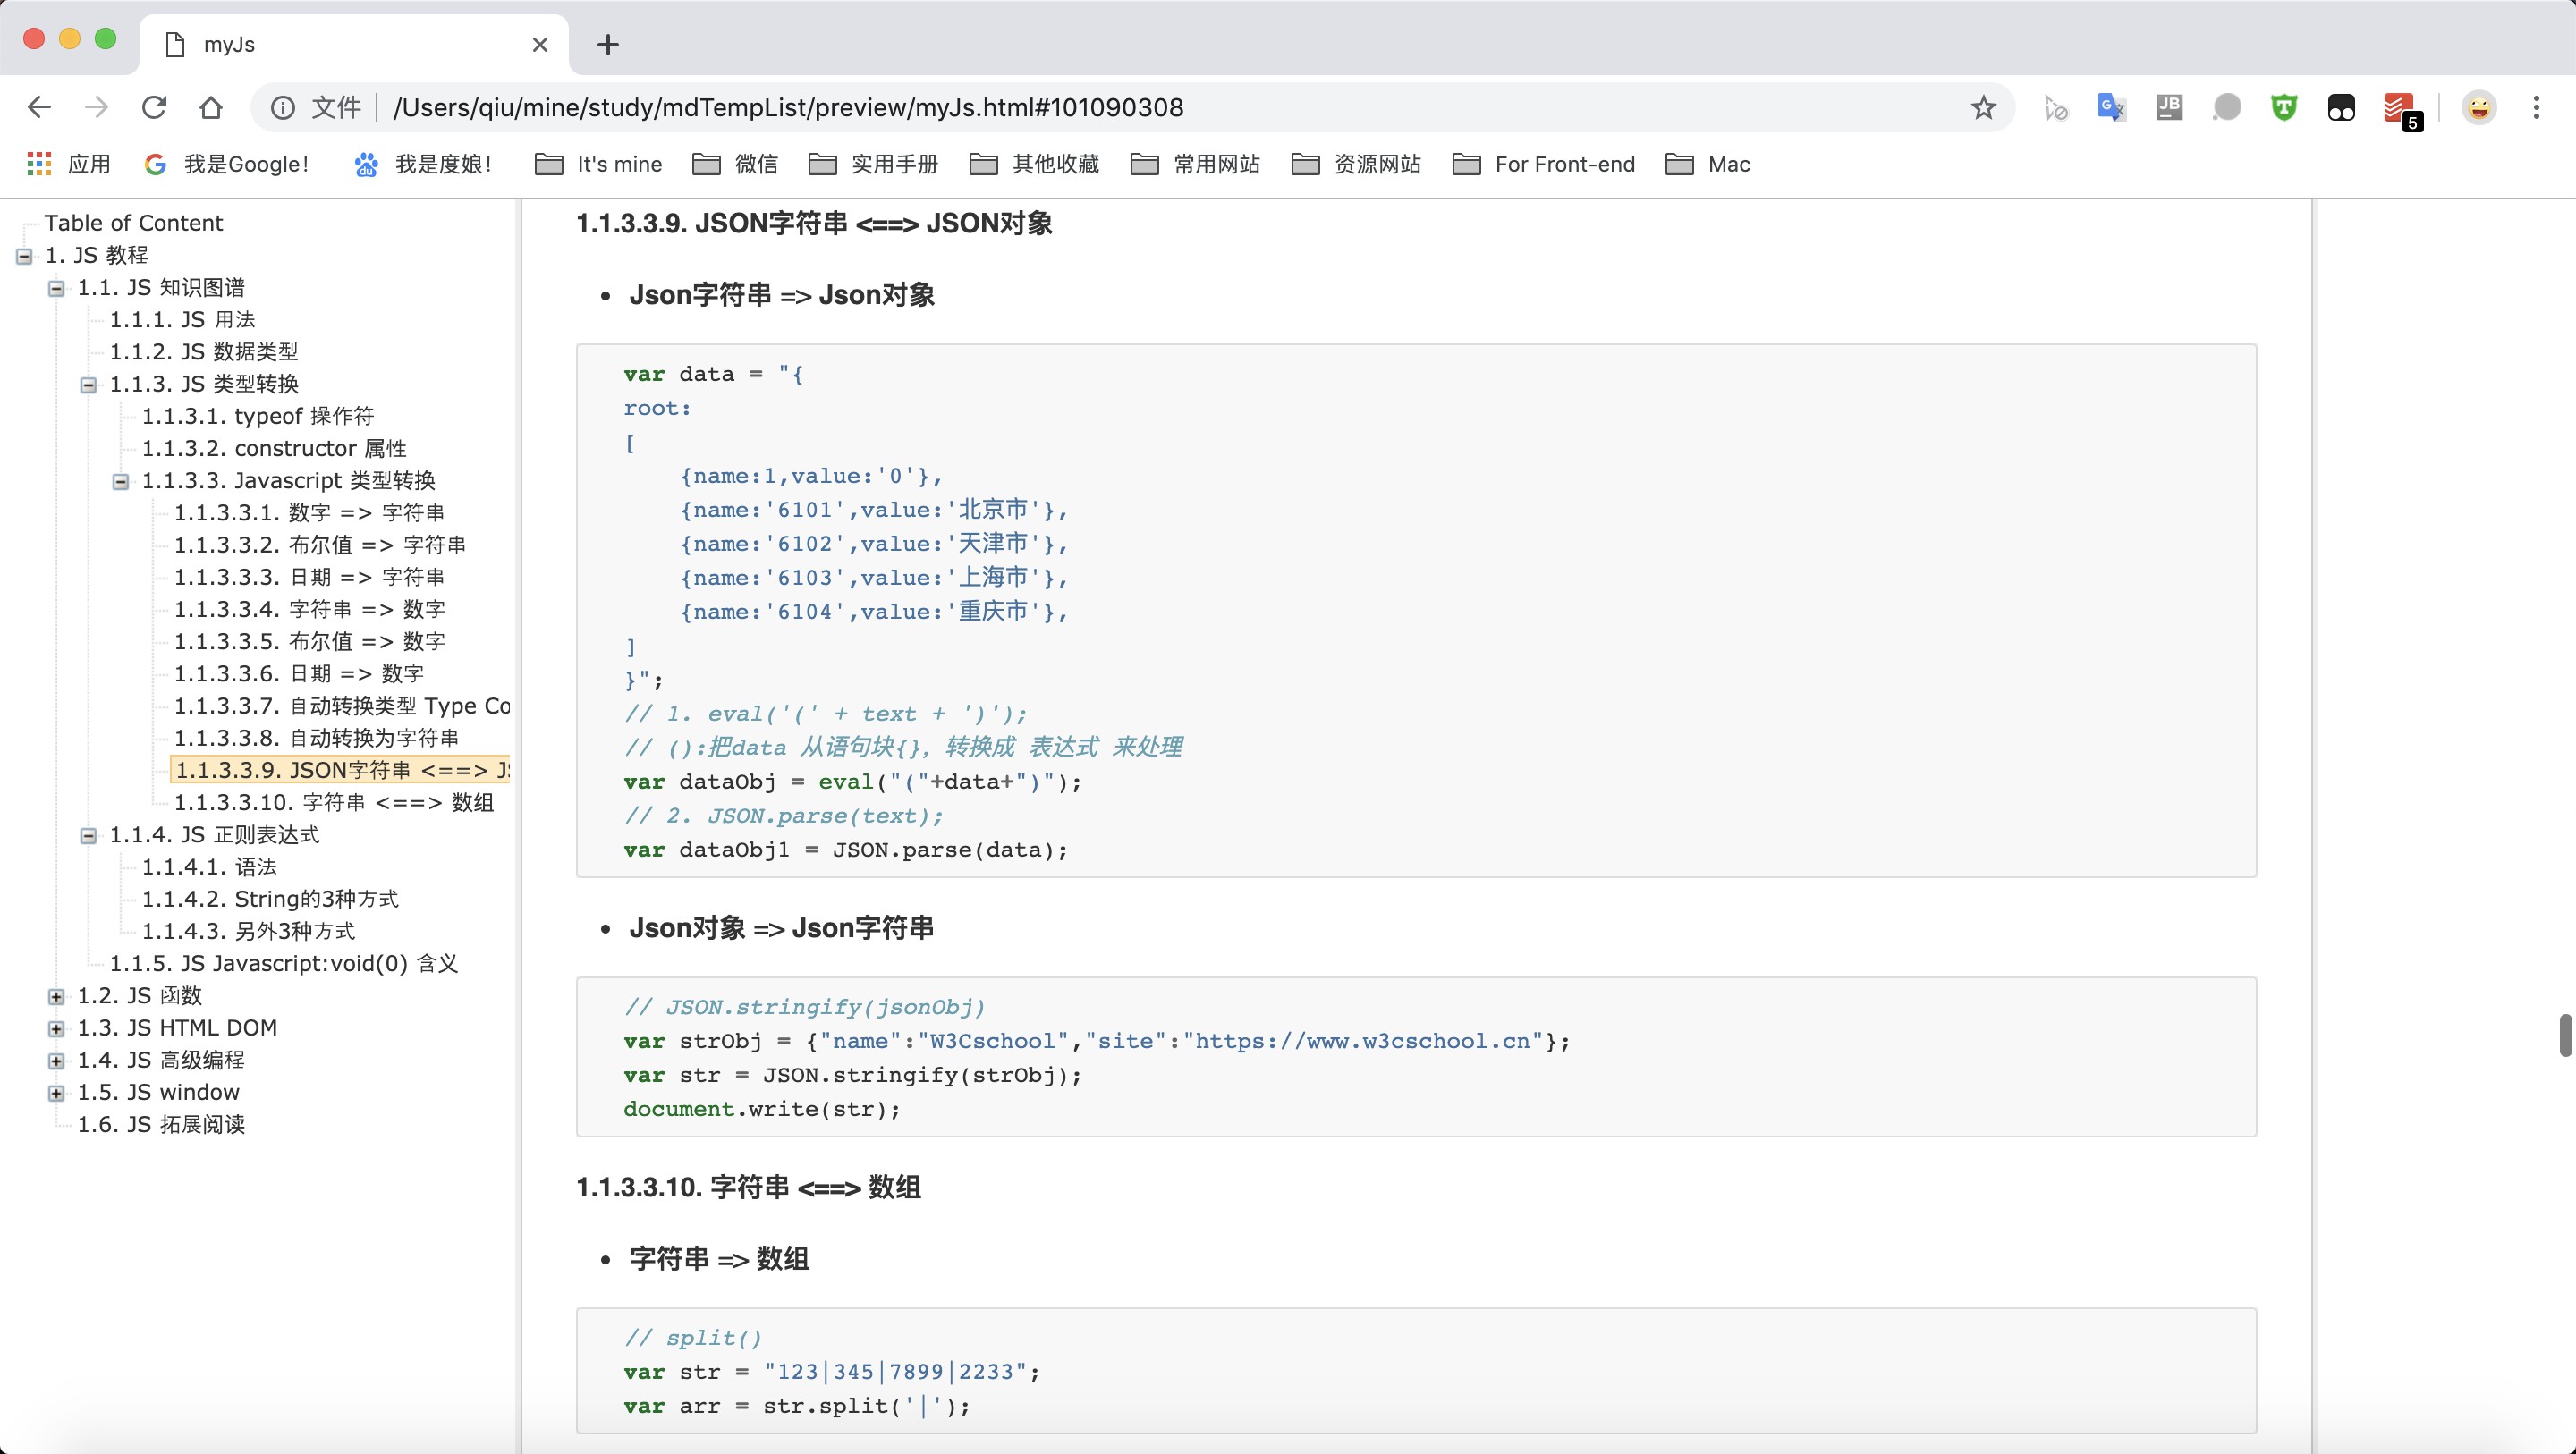 myJs
文件 /Users/qiu/mine/study/mdTempList/preview/myJs.html#101090308
JB
5
应用 我是Google! 我是度娘! It's mine 微信 实用手册 其他收藏 常用网站 资源网站 For Front-end Mac
Table of Content
1. JS 教程
1.1. JS 知识图谱
1.1.1. JS 用法
1.1.2. JS 数据类型
1.1.3. JS 类型转换
1.1.3.1. typeof 操作符
1.1.3.2. constructor 属性
1.1.3.3. Javascript 类型转换
1.1.3.3.1. 数字 => 字符串
1.1.3.3.2. 布尔值 => 字符串
1.1.3.3.3. 日期 => 字符串
1.1.3.3.4. 字符串 => 数字
1.1.3.3.5. 布尔值 => 数字
1.1.3.3.6. 日期 => 数字
1.1.3.3.7. 自动转换类型 Type Co
1.1.3.3.8. 自动转换为字符串
1.1.3.3.9. JSON字符串 <==> JS
1.1.3.3.10. 字符串 <==> 数组
1.1.4. JS 正则表达式
1.1.4.1. 语法
1.1.4.2. String的3种方式
1.1.4.3. 另外3种方式
1.1.5. JS Javascript:void(0) 含义
1.2. JS 函数
1.3. JS HTML DOM
1.4. JS 高级编程
1.5. JS window
1.6. JS 拓展阅读
1.1.3.3.9. JSON字符串 <==> JSON对象
• Json字符串 => Json对象
var data = "{
root:
[
{name:1,value:'0'},
{name:'6101',value:'北京市'},
{name:'6102',value:'天津市'},
{name:'6103',value:'上海市'},
{name:'6104',value:'重庆市'},
]
}";
// 1. eval('(' + text + ')');
// ():把data 从语句块{}, 转换成 表达式 来处理
var dataObj = eval("("+data+")");
// 2. JSON.parse(text);
var dataObj1 = JSON.parse(data);
• Json对象 => Json字符串
// JSON.stringify(jsonObj)
var strObj = {"name":"W3Cschool","site":"https://www.w3cschool.cn"};
var str = JSON.stringify(strObj);
document.write(str);
1.1.3.3.10. 字符串 <==> 数组
• 字符串 => 数组
// split()
var str = "123|345|7899|2233";
var arr = str.split('|');